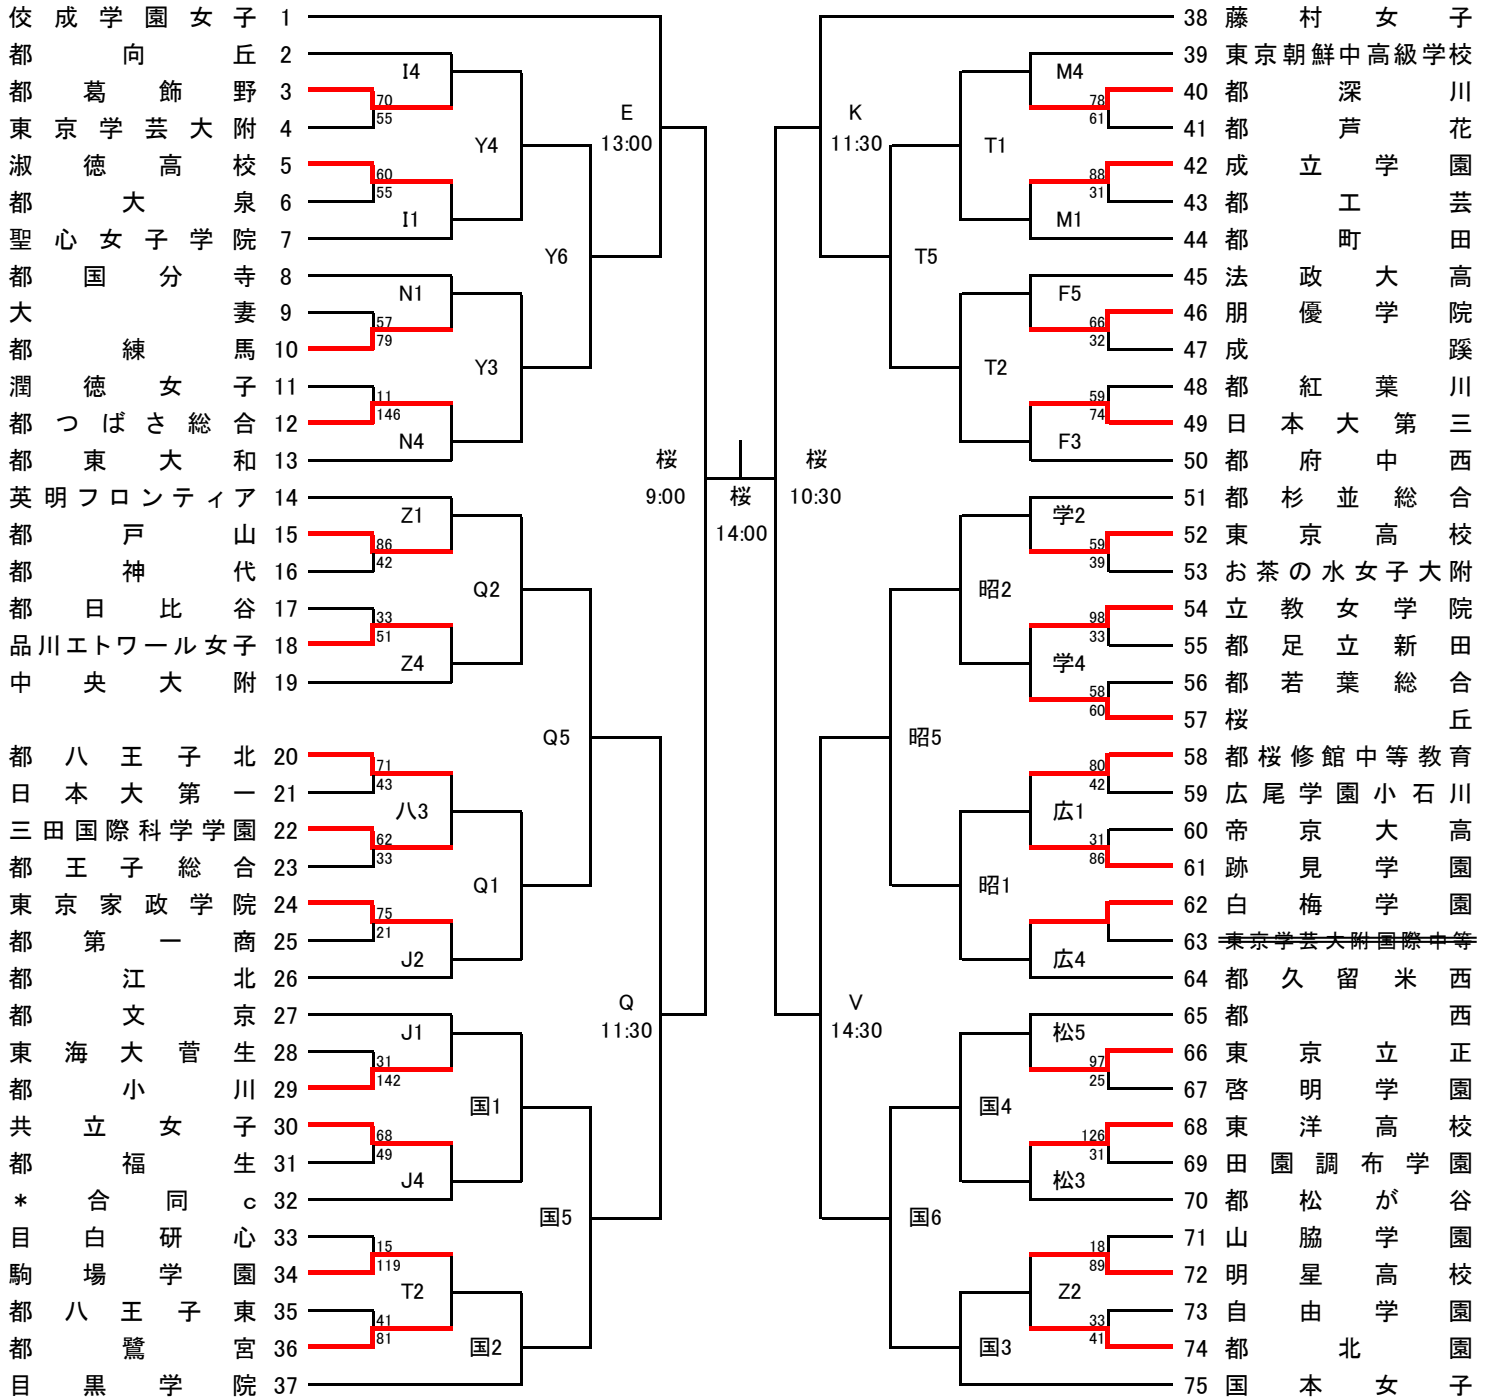 佼成学園女子 1
都向丘 2
I4
都葛飾野 3
70
55
東京学芸大附 4
Y4
淑徳高校 5
60
55
都大泉 6
I1
聖心女子学院 7
E
13:00
Y6
都国分寺 8
N1
大妻 9
57
79
都練馬 10
Y3
潤徳女子 11
11
146
都つばさ総合 12
N4
都東大和 13
桜
9:00
英明フロンティア 14
Z1
都戸山 15
86
42
都神代 16
Q2
都日比谷 17
33
51
品川エトワール女子 18
Z4
中央大附 19
Q5
都八王子北 20
71
43
日本大第一 21
八3
三田国際科学学園 22
62
33
都王子総合 23
Q1
東京家政学院 24
75
21
都第一商 25
J2
都江北 26
Q
11:30
都文京 27
J1
東海大菅生 28
31
142
都小川 29
国1
共立女子 30
68
49
都福生 31
J4
*合同c 32
国5
目白研心 33
15
119
駒場学園 34
T2
都八王子東 35
41
81
都鷺宮 36
国2
目黒学院 37
桜
14:00
38 藤村女子
39 東京朝鮮中高級学校
M4
40 都深川
78
61
41 都芦花
T1
42 成立学園
88
31
43 都工芸
M1
44 都町田
K
11:30
T5
45 法政大高
F5
46 朋優学院
66
32
47 成蹊
T2
48 都紅葉川
59
74
49 日本大第三
F3
50 都府中西
桜
10:30
51 都杉並総合
学2
52 東京高校
59
39
53 お茶の水女子大附
昭2
54 立教女学院
98
33
55 都足立新田
学4
56 都若葉総合
58
60
57 桜丘
昭5
58 都桜修館中等教育
80
42
59 広尾学園小石川
広1
60 帝京大高
31
86
61 跡見学園
昭1
62 白梅学園
63 東京学芸大附国際中等
広4
64 都久留米西
V
14:30
65 都西
松5
66 東京立正
97
25
67 啓明学園
国4
68 東洋高校
126
31
69 田園調布学園
松3
70 都松が谷
国6
71 山脇学園
18
89
72 明星高校
Z2
73 自由学園
33
41
74 都北園
国3
75 国本女子